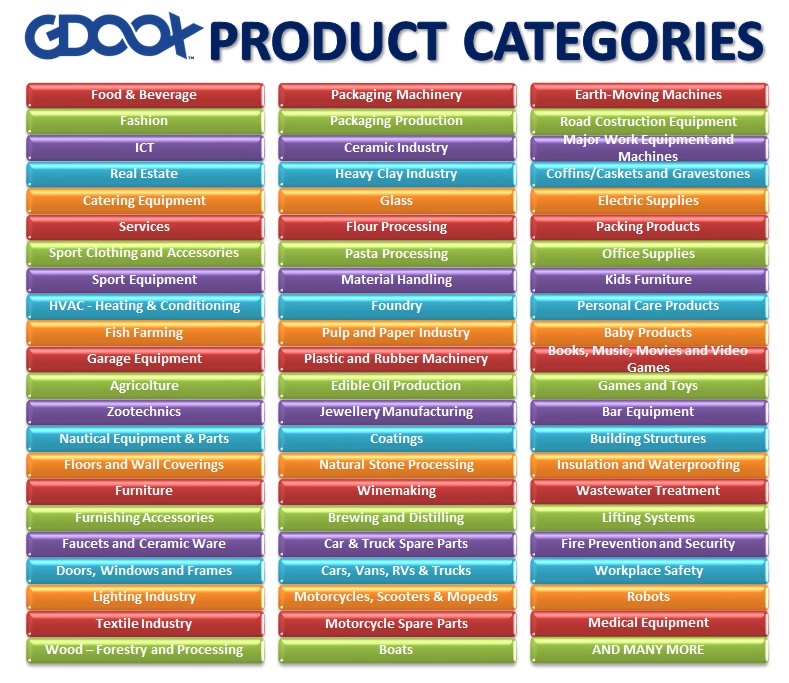 GDOOX™ PRODUCT CATEGORIES
Food & Beverage
Fashion
ICT
Real Estate
Catering Equipment
Services
Sport Clothing and Accessories
Sport Equipment
HVAC - Heating & Conditioning
Fish Farming
Garage Equipment
Agricolture
Zootechnics
Nautical Equipment & Parts
Floors and Wall Coverings
Furniture
Furnishing Accessories
Faucets and Ceramic Ware
Doors, Windows and Frames
Lighting Industry
Textile Industry
Wood – Forestry and Processing
Packaging Machinery
Packaging Production
Ceramic Industry
Heavy Clay Industry
Glass
Flour Processing
Pasta Processing
Material Handling
Foundry
Pulp and Paper Industry
Plastic and Rubber Machinery
Edible Oil Production
Jewellery Manufacturing
Coatings
Natural Stone Processing
Winemaking
Brewing and Distilling
Car & Truck Spare Parts
Cars, Vans, RVs & Trucks
Motorcycles, Scooters & Mopeds
Motorcycle Spare Parts
Boats
Earth-Moving Machines
Road Costruction Equipment
Major Work Equipment and
Machines
Coffins/Caskets and Gravestones
Electric Supplies
Packing Products
Office Supplies
Kids Furniture
Personal Care Products
Baby Products
Books, Music, Movies and Video
Games
Games and Toys
Bar Equipment
Building Structures
Insulation and Waterproofing
Wastewater Treatment
Lifting Systems
Fire Prevention and Security
Workplace Safety
Robots
Medical Equipment
AND MANY MORE